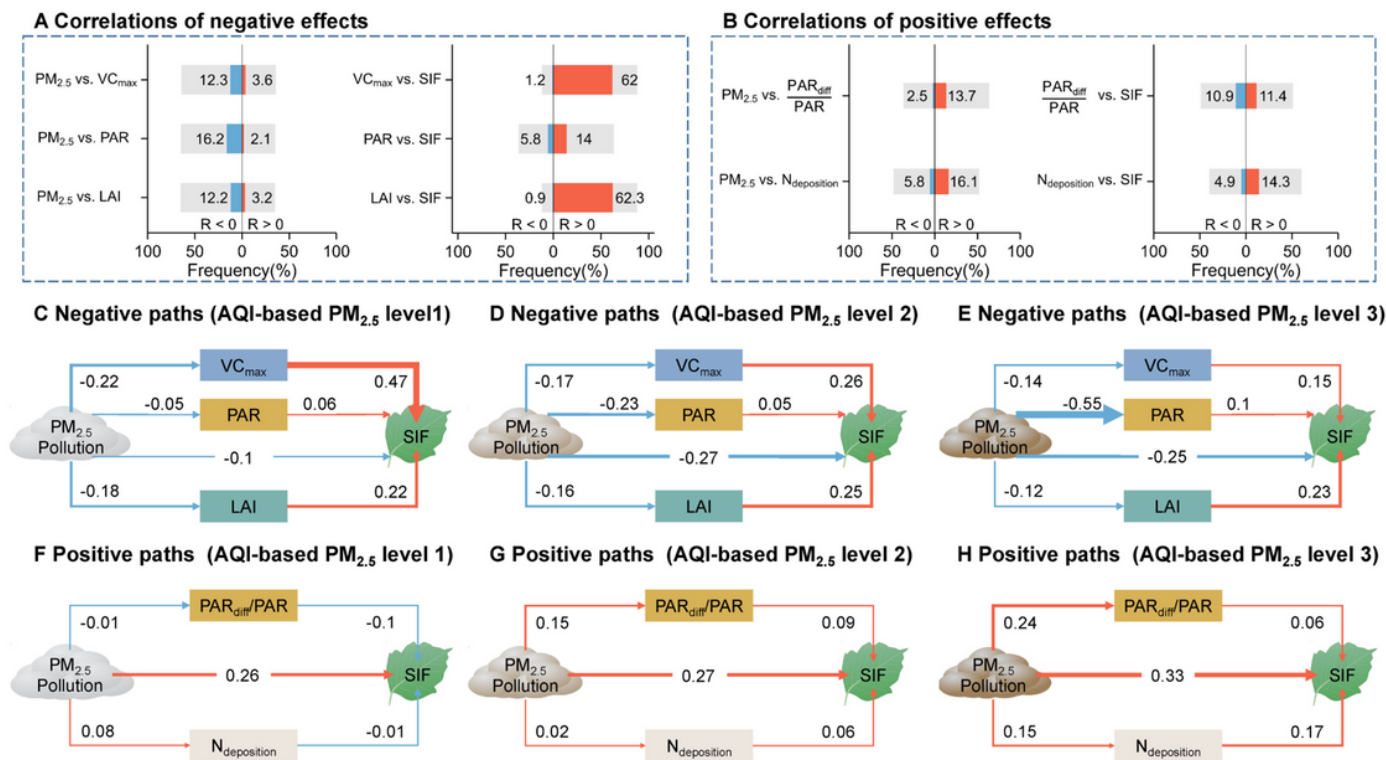 A Correlations of negative effects
PM2.5 vs. VCmax
12.3
3.6
PM2.5 vs. PAR
16.2
2.1
PM2.5 vs. LAI
12.2
3.2
R < 0
R > 0
100
50
0
50
100
Frequency(%)
VCmax vs. SIF
1.2
62
PAR vs. SIF
5.8
14
LAI vs. SIF
0.9
62.3
R < 0
R > 0
100
50
0
50
100
Frequency(%)
B Correlations of positive effects
PM2.5 vs. PARdiff/PAR
2.5
13.7
PM2.5 vs. Ndeposition
5.8
16.1
R < 0
R > 0
100
50
0
50
100
Frequency(%)
PARdiff/PAR vs. SIF
10.9
11.4
Ndeposition vs. SIF
4.9
14.3
R < 0
R > 0
100
50
0
50
100
Frequency(%)
C Negative paths (AQI-based PM2.5 level1)
VCmax
-0.22
0.47
-0.05
PAR
0.06
PM2.5
Pollution
SIF
-0.1
-0.18
LAI
0.22
D Negative paths (AQI-based PM2.5 level 2)
VCmax
-0.17
0.26
-0.23
PAR
0.05
PM2.5
Pollution
SIF
-0.27
-0.16
LAI
0.25
E Negative paths (AQI-based PM2.5 level 3)
VCmax
-0.14
0.15
-0.55
PAR
0.1
PM2.5
Pollution
SIF
-0.25
-0.12
LAI
0.23
F Positive paths (AQI-based PM2.5 level 1)
PARdiff/PAR
-0.01
-0.1
PM2.5
Pollution
0.26
SIF
0.08
Ndeposition
-0.01
G Positive paths (AQI-based PM2.5 level 2)
PARdiff/PAR
0.15
0.09
PM2.5
Pollution
0.27
SIF
0.02
Ndeposition
0.06
H Positive paths (AQI-based PM2.5 level 3)
PARdiff/PAR
0.24
0.06
PM2.5
Pollution
0.33
SIF
0.15
Ndeposition
0.17